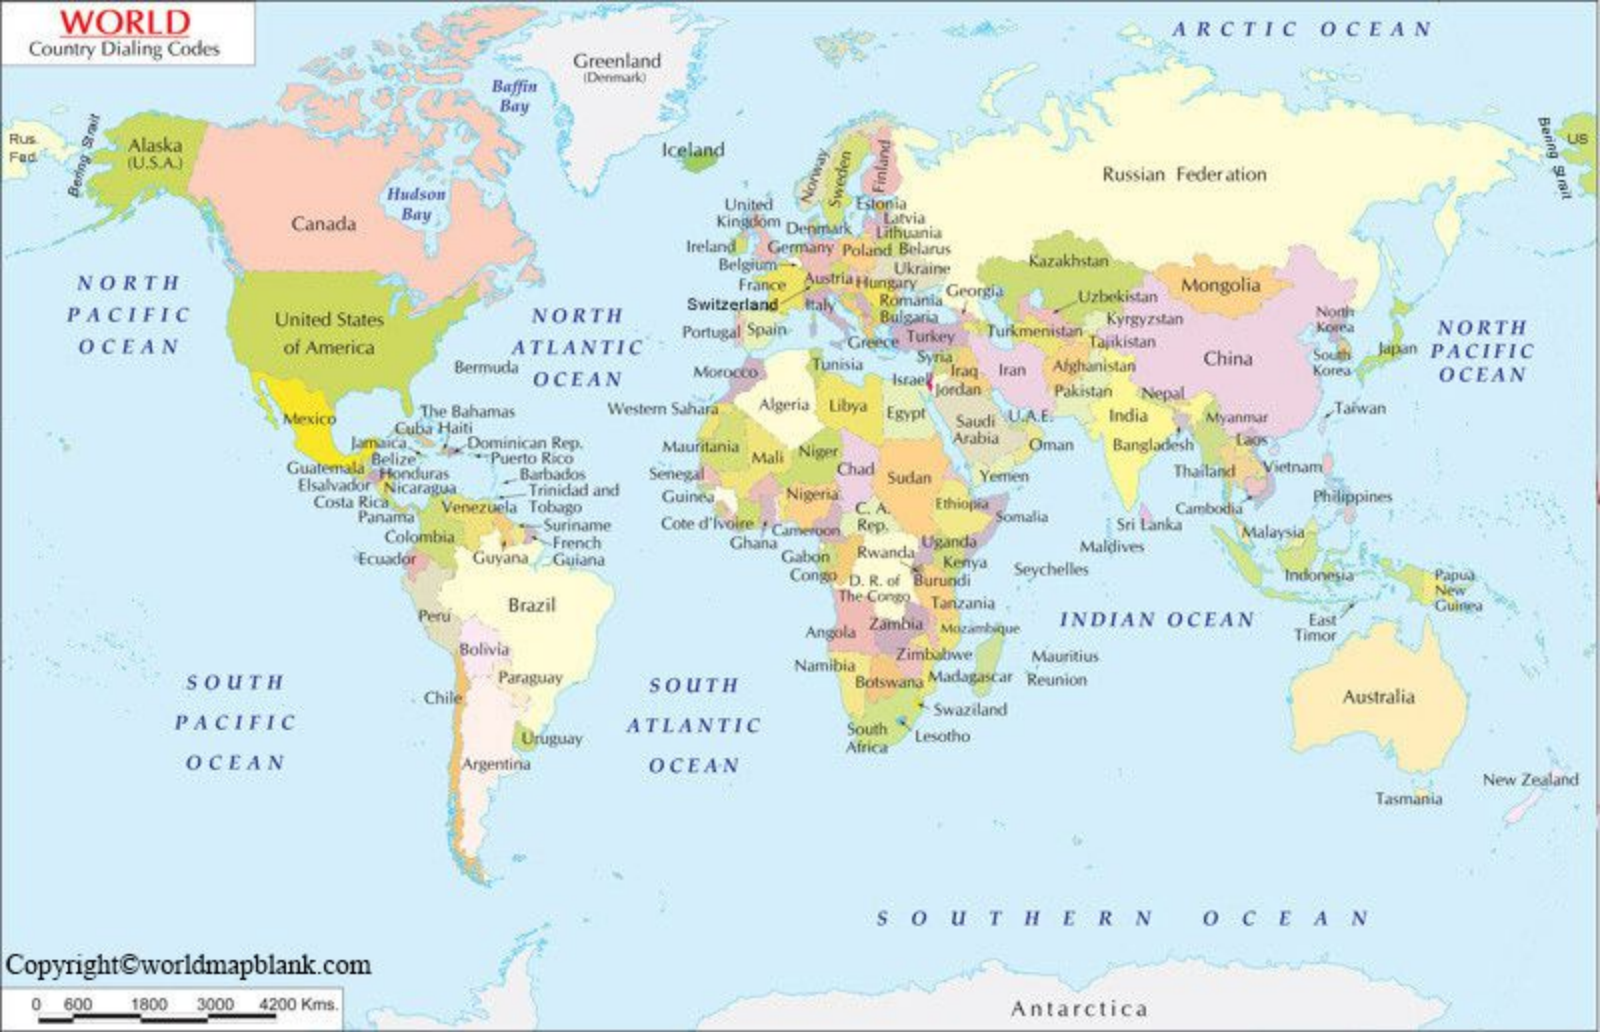 WORLD
Country Dialing Codes
ARCTIC OCEAN
Greenland
(Denmark)
Baffin
Bay
Rus.
Fed.
Bering Strait
Alaska
(U.S.A.)
Iceland
Norway
Sweden
Finland
Russian Federation
Bering Strait
US
Hudson
Bay
Canada
United
Kingdom
Estonia
Latvia
Denmark
Lithuania
Ireland
Germany
Poland
Belarus
Belgium
Ukraine
France
Austria
Hungary
Switzerland
Italy
Romania
Bulgaria
Georgia
Kazakhstan
Uzbekistan
Mongolia
Kyrgyzstan
Portugal
Spain
Greece
Turkey
Turkmenistan
Tajikistan
North
Korea
South
Korea
Japan
China
NORTH
PACIFIC
OCEAN
NORTH
ATLANTIC
OCEAN
NORTH
PACIFIC
OCEAN
United States
of America
Bermuda
Morocco
Tunisia
Syria
Israel
Iraq
Jordan
Iran
Afghanistan
Pakistan
Nepal
Western Sahara
Algeria
Libya
Egypt
Saudi
Arabia
U.A.E.
Oman
India
Bangladesh
Myanmar
Laos
Taiwan
Mexico
The Bahamas
Cuba
Haiti
Jamaica
Dominican Rep.
Belize
Puerto Rico
Guatemala
Honduras
Barbados
Elsalvador
Nicaragua
Trinidad and
Tobago
Costa Rica
Panama
Venezuela
Suriname
Colombia
French
Guiana
Ecuador
Guyana
Mauritania
Mali
Niger
Chad
Sudan
Yemen
Thailand
Vietnam
Senegal
Guinea
Nigeria
Ethiopia
Somalia
Cambodia
Philippines
Cote d'Ivoire
Ghana
Cameroon
C. A.
Rep.
Sri Lanka
Maldives
Malaysia
Gabon
Congo
Rwanda
Uganda
Kenya
Burundi
Seychelles
Indonesia
Papua
New
Guinea
D. R. of
The Congo
Tanzania
INDIAN OCEAN
East
Timor
Peru
Brazil
Bolivia
Paraguay
Chile
Uruguay
Argentina
Angola
Zambia
Mozambique
Zimbabwe
Mauritius
Reunion
Namibia
Botswana
Madagascar
Swaziland
South
Africa
Lesotho
Australia
SOUTH
PACIFIC
OCEAN
SOUTH
ATLANTIC
OCEAN
Tasmania
New Zealand
SOUTHERN OCEAN
Copyright©worldmapblank.com
0 600 1800 3000 4200 Kms.
Antarctica